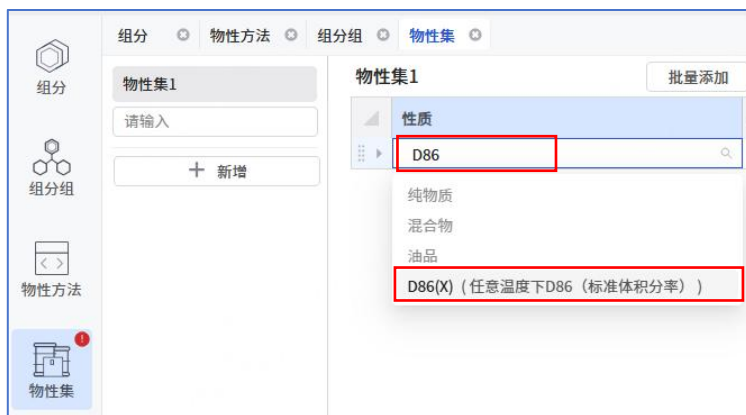 组分 物性方法 组分组 物性集
组分
组分组
物性方法
!
物性集
物性集1
请输入
新增
物性集1 批量添加
性质
D86
纯物质
混合物
油品
D86(X) ( 任意温度下D86（标准体积分率） )